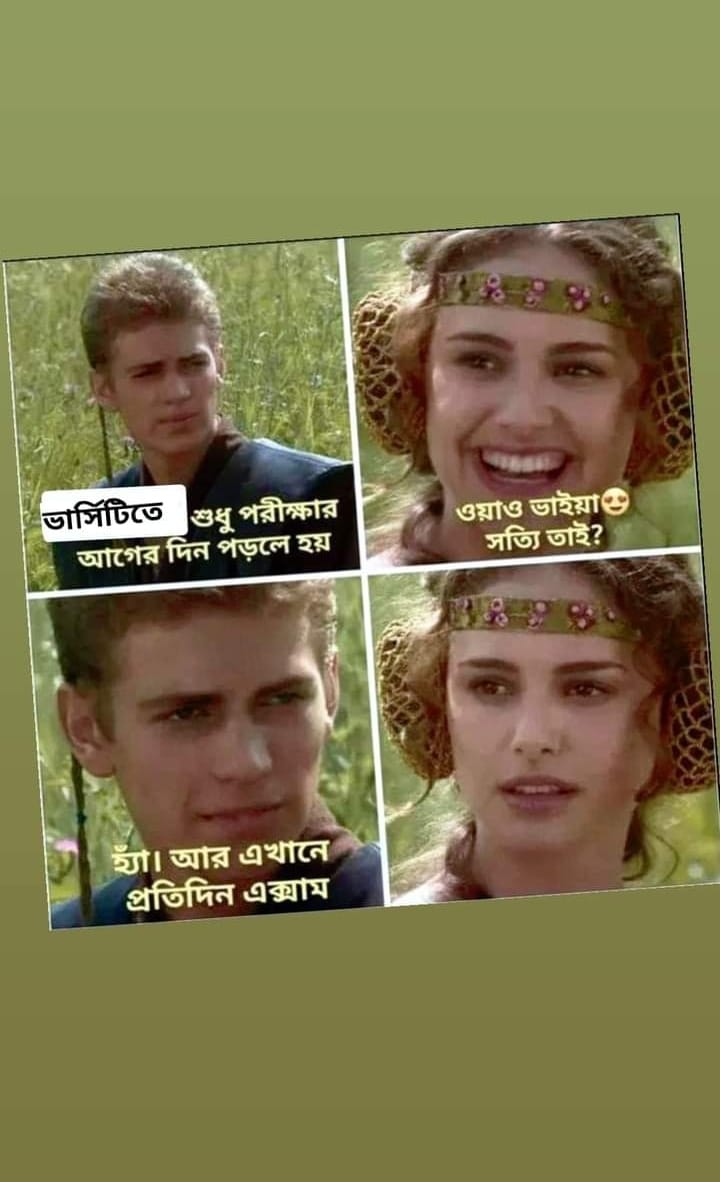 ভার্সিটিতে শুধু পরীক্ষার
আগের দিন পড়লে হয়
ওয়াও ভাইয়া😍
সত্যি তাই?
হ্যাঁ। আর এখানে
প্রতিদিন এক্সাম